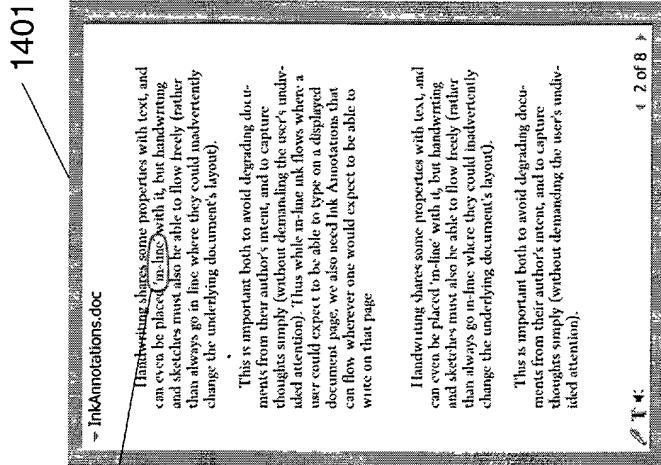 1401
InkAnnotations.doc
Handwriting shares some properties with text, and
can even be placed 'in-line' with it, but handwriting
and sketches must also be able to flow freely (rather
than always go in line where they could inadvertently
change the underlying document's layout).
This is important both to avoid degrading docu-
ments from their author's intent, and to capture
thoughts simply (without demanding the user's undiv-
ided attention). Thus while in-line ink flows where a
user could expect to be able to type on a displayed
document page, we also need Ink Annotations that
can flow wherever one would expect to be able to
write on that page
Handwriting shares some properties with text, and
can even be placed 'in-line' with it, but handwriting
and sketches must also be able to flow freely (rather
than always go in-line where they could inadvertently
change the underlying document's layout).
This is important both to avoid degrading docu-
ments from their author's intent, and to capture
thoughts simply (without demanding the user's undiv-
ided attention).
T
2 of 8